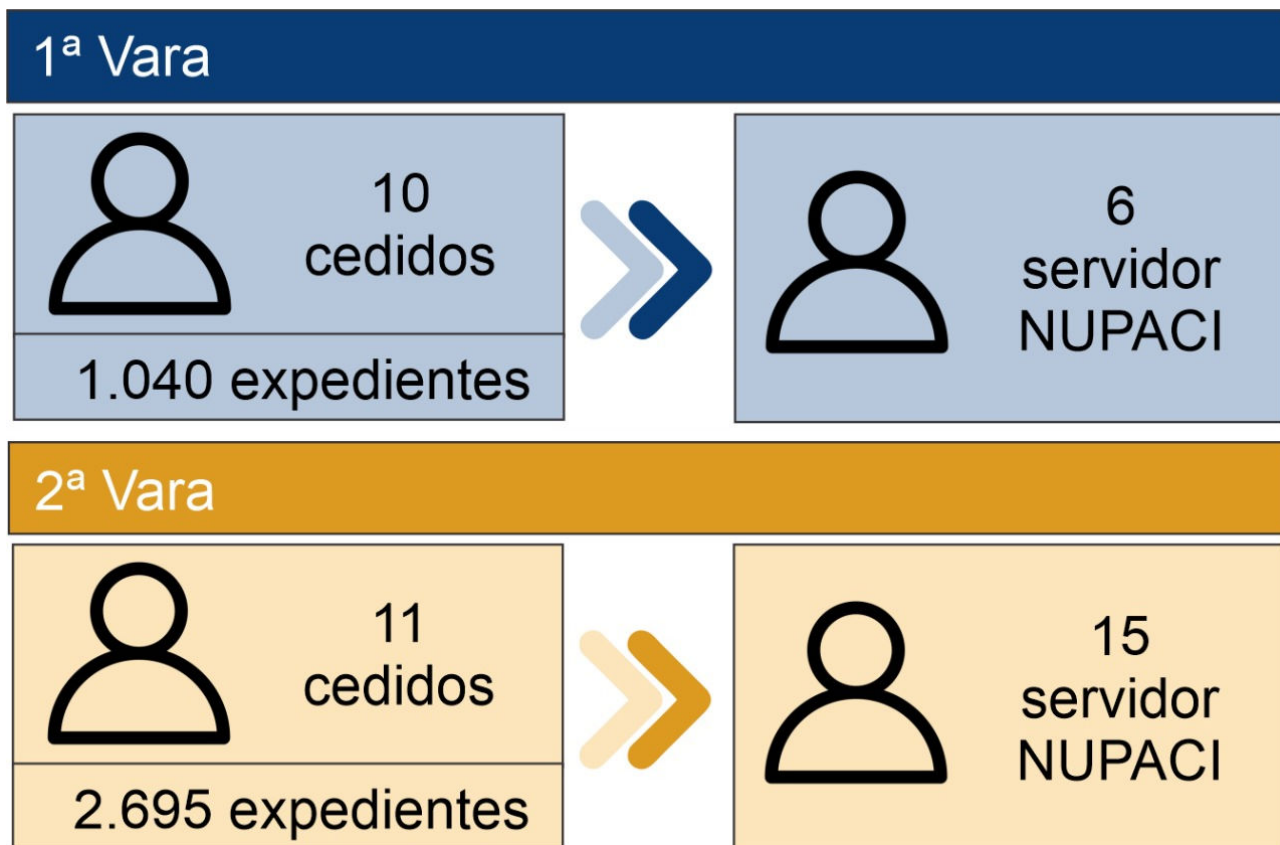 1ª Vara
10
cedidos
1.040 expedientes
6
servidor
NUPACI
2ª Vara
11
cedidos
2.695 expedientes
15
servidor
NUPACI